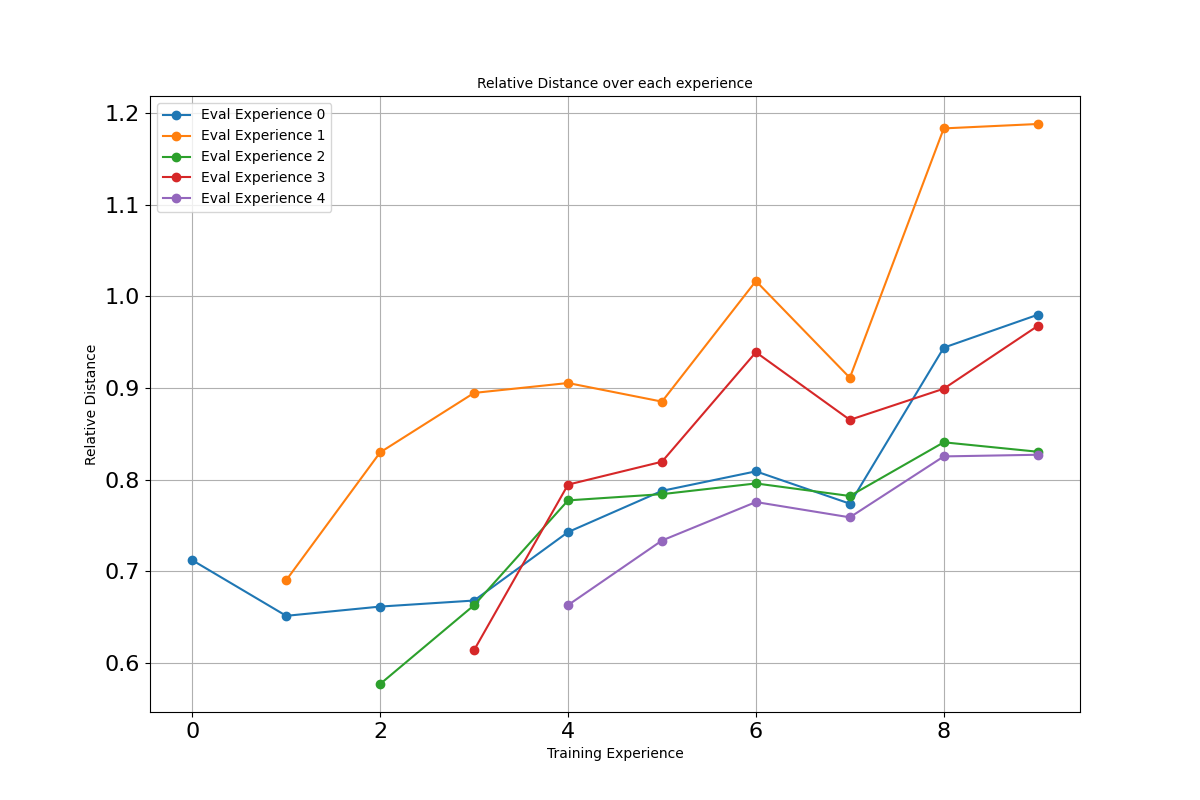 Relative Distance over each experience
1.2
1.1
1.0
0.9
0.8
0.7
0.6
Relative Distance
Eval Experience 0
Eval Experience 1
Eval Experience 2
Eval Experience 3
Eval Experience 4
0 2 4 6 8
Training Experience